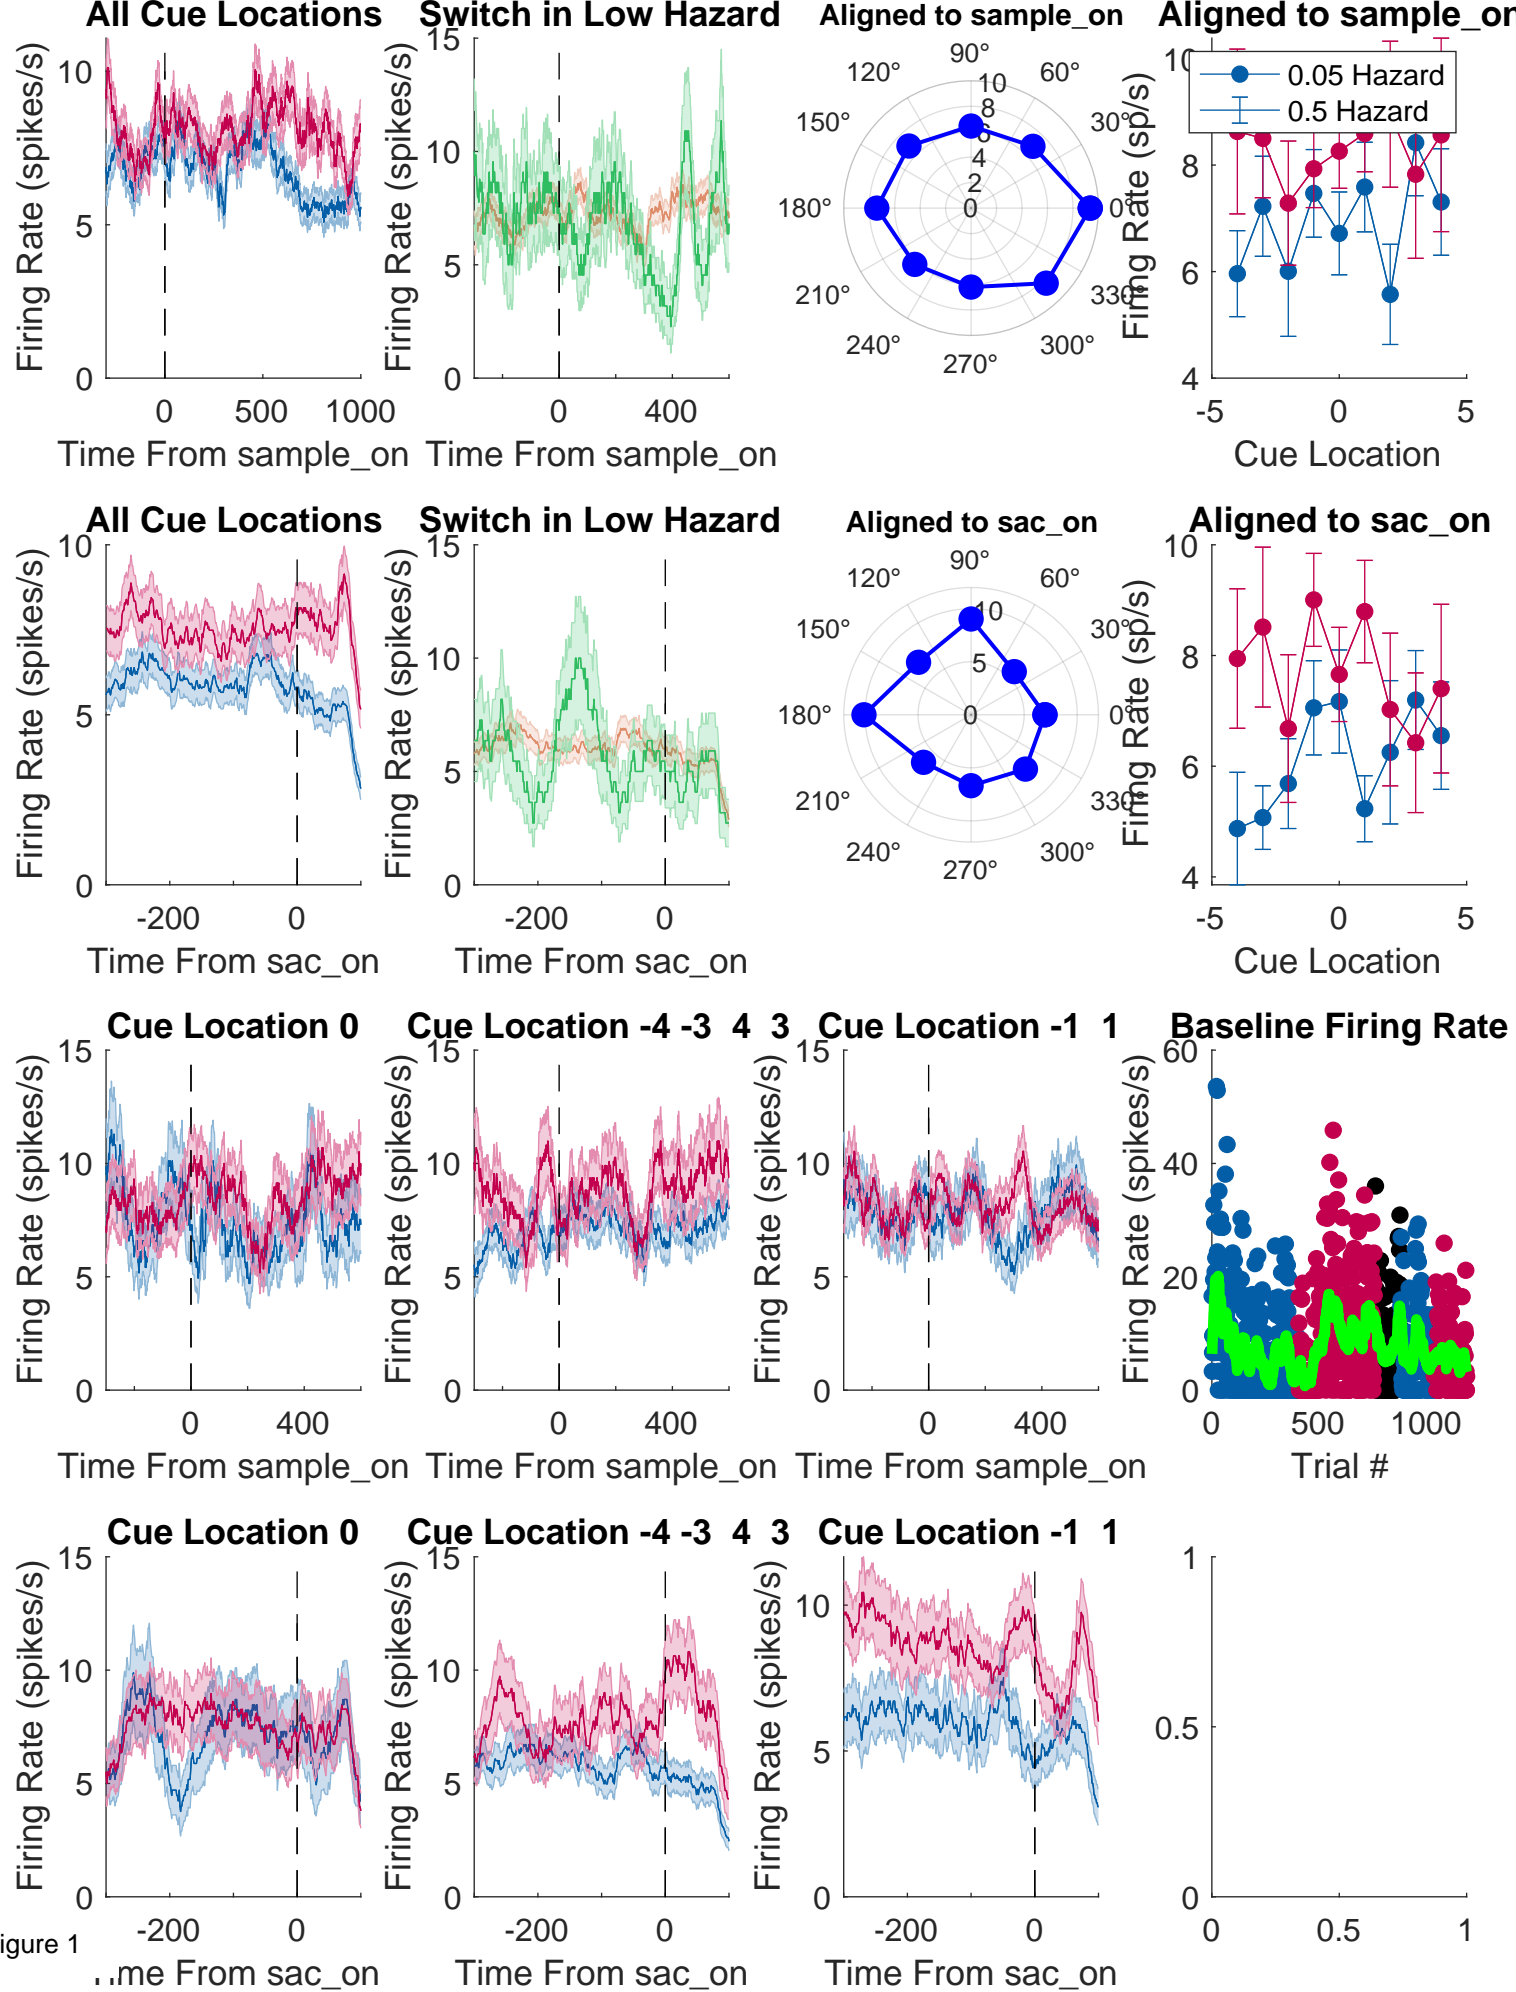 All Cue Locations
Switch in Low Hazard
Aligned to sample_on
Aligned to sample_on
Firing Rate (spikes/s)
10
5
0
0
500
1000
Time From sample_on
Firing Rate (spikes/s)
15
10
5
0
0
400
Time From sample_on
90°
120°
60°
150°
30°
180°
0°
210°
330°
240°
300°
270°
10
8
6
4
2
0
Firing Rate (sp/s)
10
8
6
4
0.05 Hazard
0.5 Hazard
-5
0
5
Cue Location
All Cue Locations
Switch in Low Hazard
Aligned to sac_on
Aligned to sac_on
Firing Rate (spikes/s)
10
5
0
-200
0
Time From sac_on
Firing Rate (spikes/s)
15
10
5
0
-200
0
Time From sac_on
90°
120°
60°
150°
30°
180°
0°
210°
330°
240°
300°
270°
10
5
0
Firing Rate (sp/s)
10
8
6
4
-5
0
5
Cue Location
Cue Location 0
Cue Location -4 -3  4  3
Cue Location -1  1
Baseline Firing Rate
Firing Rate (spikes/s)
15
10
5
0
0
400
Time From sample_on
Firing Rate (spikes/s)
15
10
5
0
0
400
Time From sample_on
Firing Rate (spikes/s)
15
10
5
0
0
400
Time From sample_on
Firing Rate (spikes/s)
60
40
20
0
0
500
1000
Trial #
Cue Location 0
Cue Location -4 -3  4  3
Cue Location -1  1
Firing Rate (spikes/s)
15
10
5
0
-200
0
Time From sac_on
Firing Rate (spikes/s)
15
10
5
0
-200
0
Time From sac_on
Firing Rate (spikes/s)
10
5
0
-200
0
Time From sac_on
1
0.5
0
0
0.5
1
igure 1